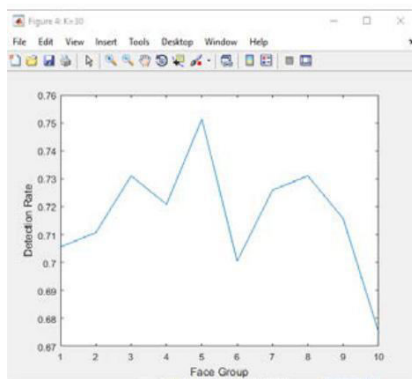 Figure 4: K=30
File Edit View Insert Tools Desktop Window Help
0.76
0.75
0.74
0.73
0.72
0.71
0.7
0.69
0.68
0.67
Detection Rate
1 2 3 4 5 6 7 8 9 10
Face Group